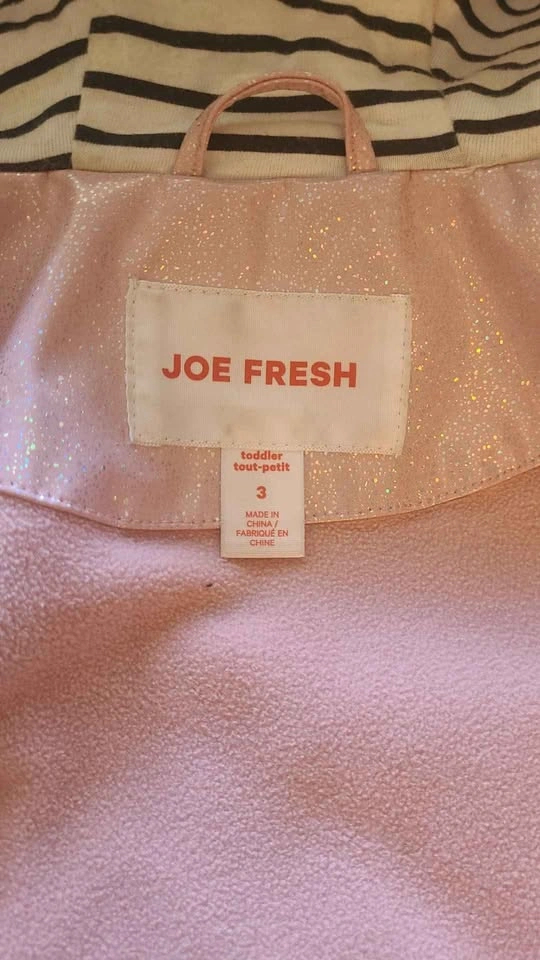 JOE FRESH
toddler
tout-petit
3
MADE IN
CHINA /
FABRIQUÉ EN
CHINE